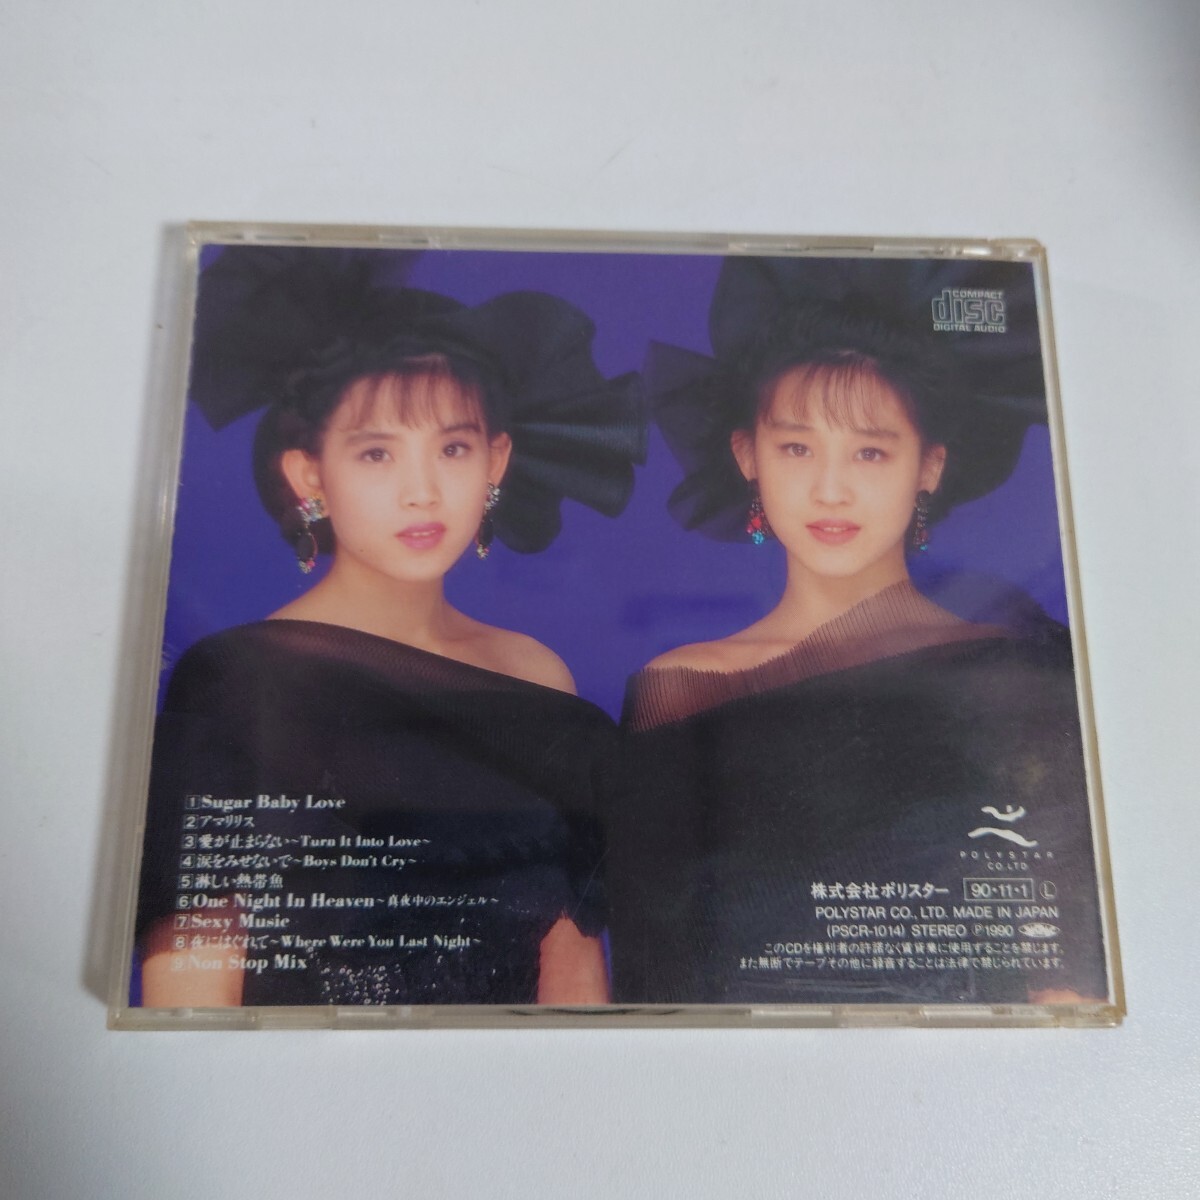 COMPACT
disc
DIGITAL AUDIO
1 Sugar Baby Love
2 アマリリス
3 愛が止まらない~Turn It Into Love~
4 涙をみせないで~Boys Don't Cry~
5 淋しい熱帯魚
6 One Night In Heaven~真夜中のエンジェル~
7 Sexy Music
8 夜にはぐれて~Where Were You Last Night~
9 Non Stop Mix
POLYSTAR
CO.,LTD
株式会社ポリスター 90・11・1 L
POLYSTAR CO., LTD. MADE IN JAPAN
(PSCR-1014) STEREO Ⓟ1990
このCDを権利者の許諾なく賃貸業に使用することを禁じます。
また無断でテープその他に録音することは法律で禁じられています。